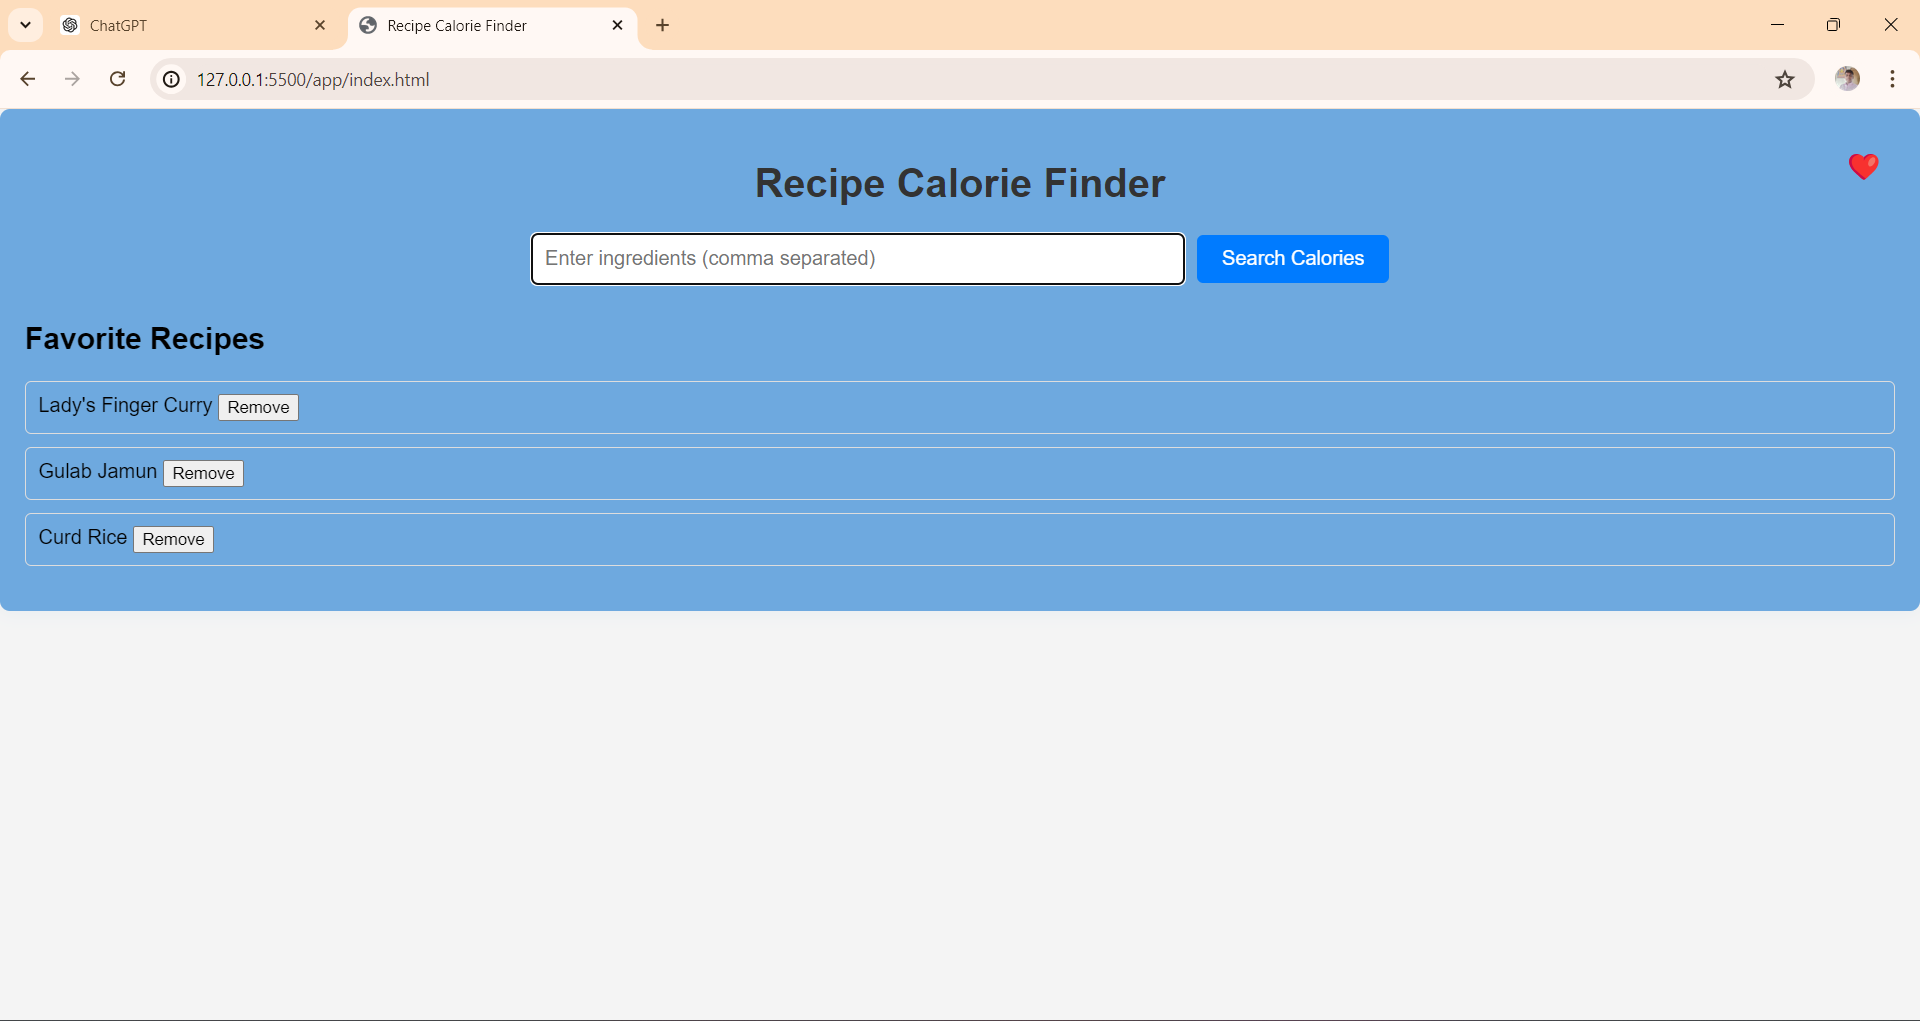 ChatGPT
Recipe Calorie Finder
127.0.0.1:5500/app/index.html
Recipe Calorie Finder
Enter ingredients (comma separated)
Search Calories
Favorite Recipes
Lady's Finger Curry Remove
Gulab Jamun Remove
Curd Rice Remove